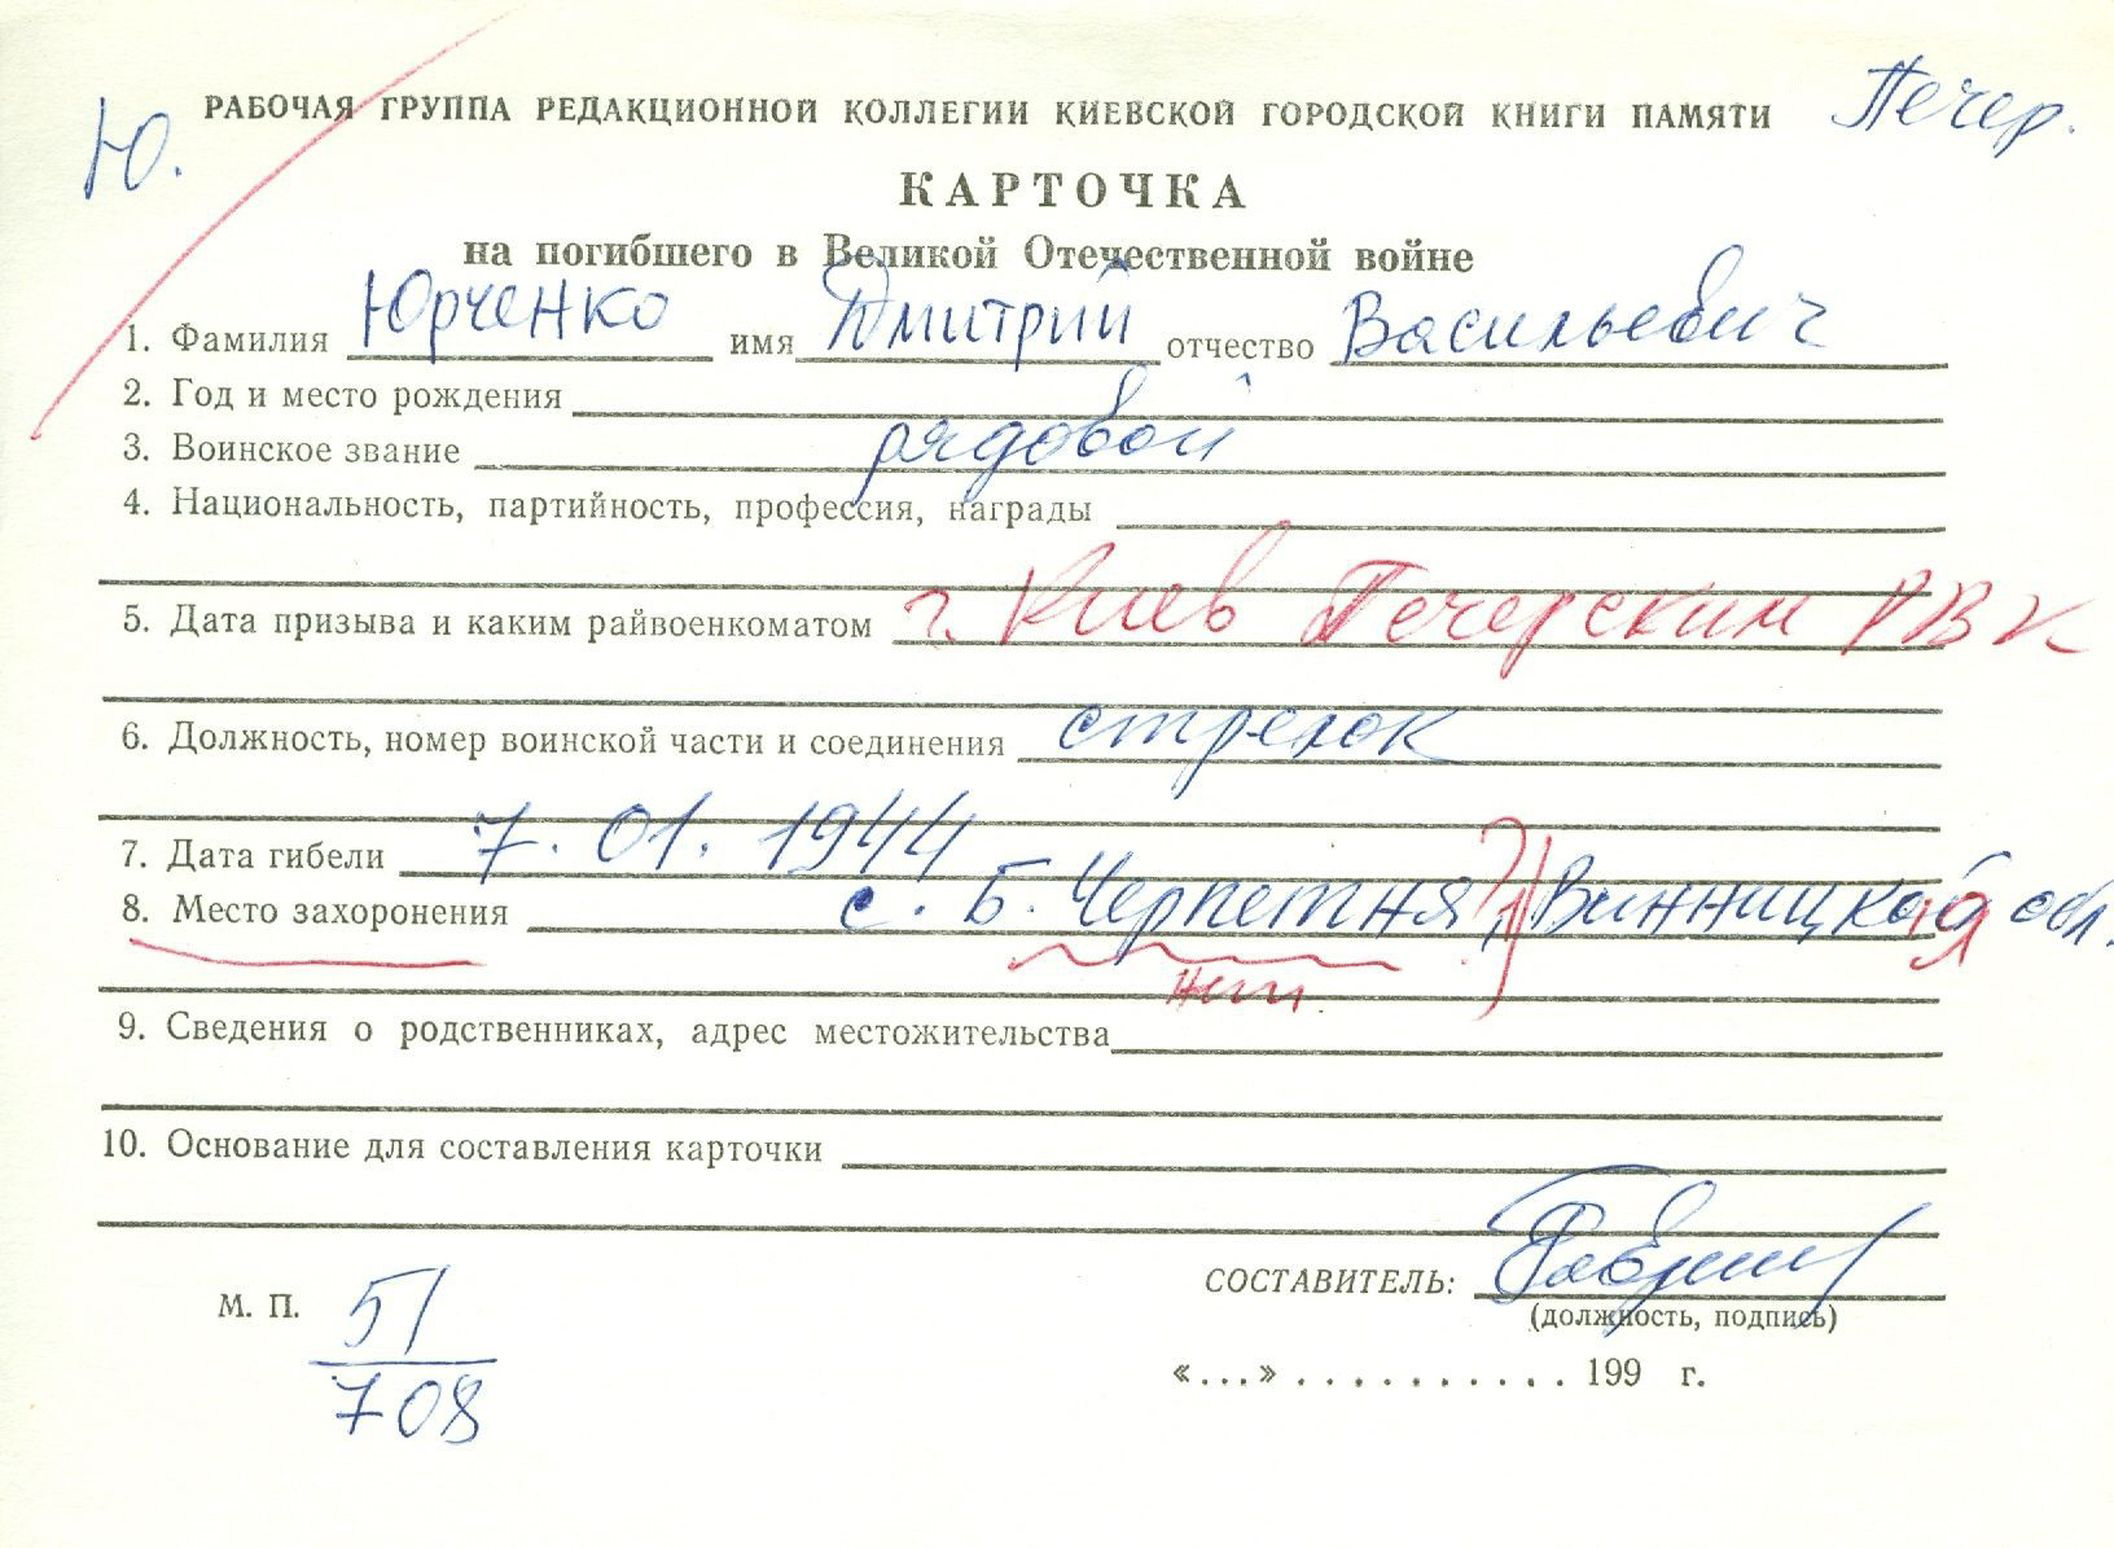 РАБОЧАЯ ГРУППА РЕДАКЦИОННОЙ КОЛЛЕГИИ КИЕВСКОЙ ГОРОДСКОЙ КНИГИ ПАМЯТИ Печер.
Ю.
КАРТОЧКА
на погибшего в Великой Отечественной войне
1. Фамилия Юрченко имя Дмитрий отчество Васильевич
2. Год и место рождения
3. Воинское звание рядовой
4. Национальность, партийность, профессия, награды
5. Дата призыва и каким райвоенкоматом г. Киев Печерским РВК
6. Должность, номер воинской части и соединения стрелок
7. Дата гибели 7.01.1944
8. Место захоронения с. Б. Черпетня, Винницкой обл.
9. Сведения о родственниках, адрес местожительства
10. Основание для составления карточки
СОСТАВИТЕЛЬ:
М. П. 51
(должность, подпись)
708
«...» .......... 199 г.